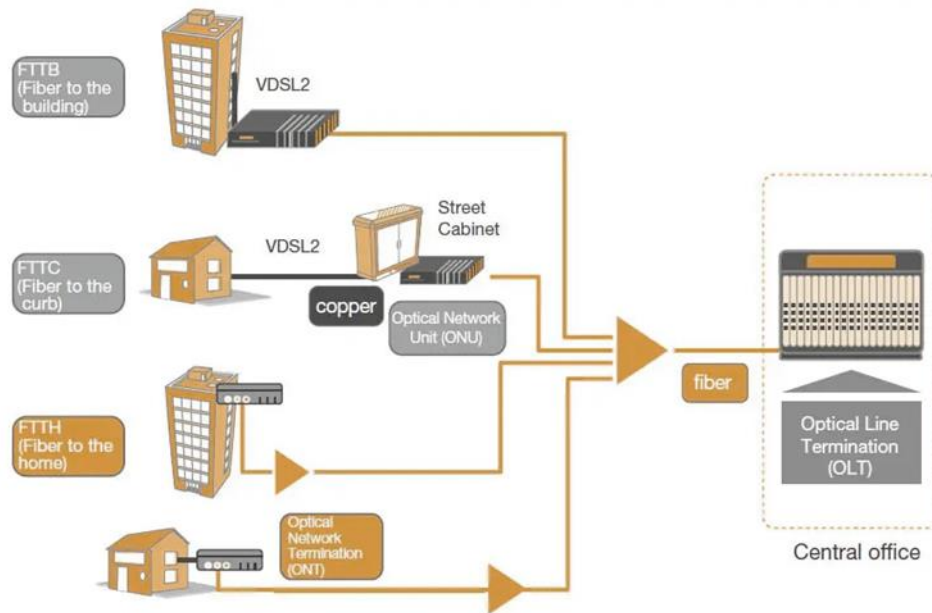 FTTB
(Fiber to the
building)
VDSL2
Street
Cabinet
VDSL2
FTTC
(Fiber to the
curb)
copper
Optical Network
Unit (ONU)
fiber
FTTH
(Fiber to the
home)
Optical Line
Termination
(OLT)
Optical
Network
Termination
(ONT)
Central office